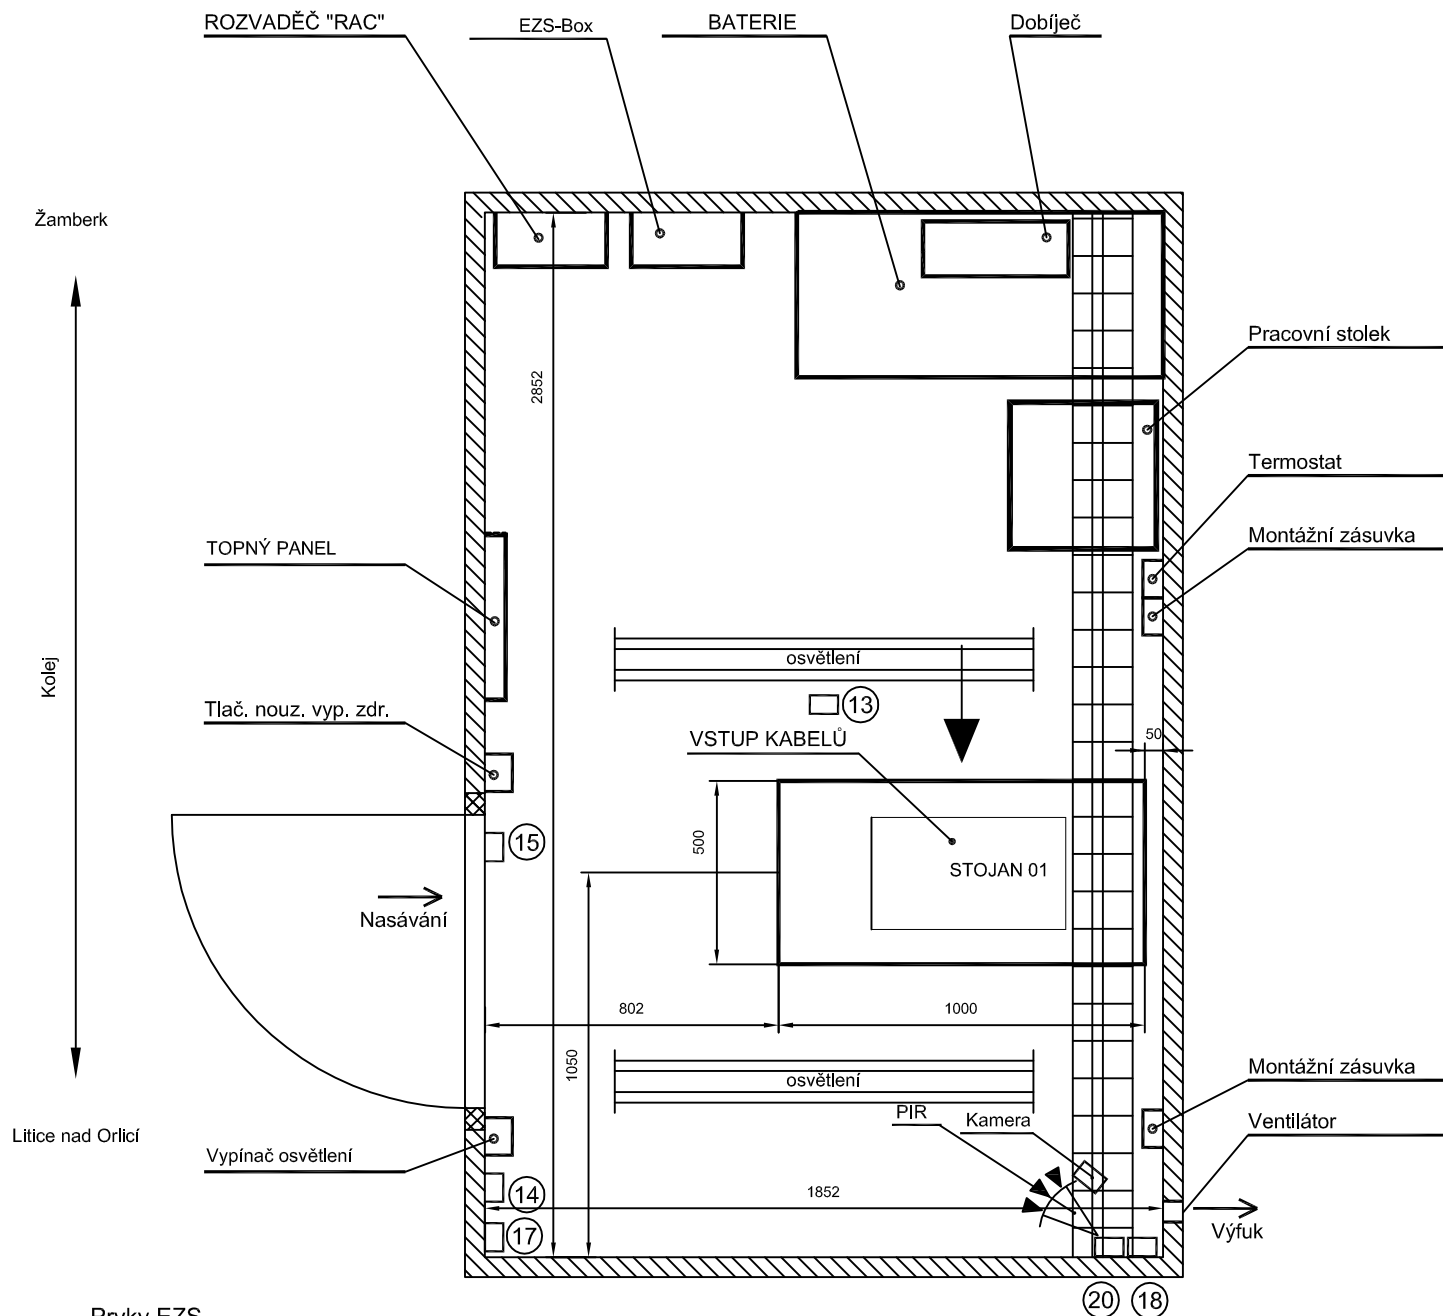 ROZVADĚČ "RAC"
EZS-Box
BATERIE
Dobíječ
Žamberk
Pracovní stolek
2852
Termostat
TOPNÝ PANEL
Montážní zásuvka
osvětlení
Kolej
Tlač. nouz. vyp. zdr.
13
VSTUP KABELŮ
50
15
500
STOJAN 01
Nasávání
802
1000
1050
osvětlení
Montážní zásuvka
PIR
Kamera
Ventilátor
Litice nad Orlicí
Vypínač osvětlení
14
1852
17
Výfuk
20
18
Prvky EZS